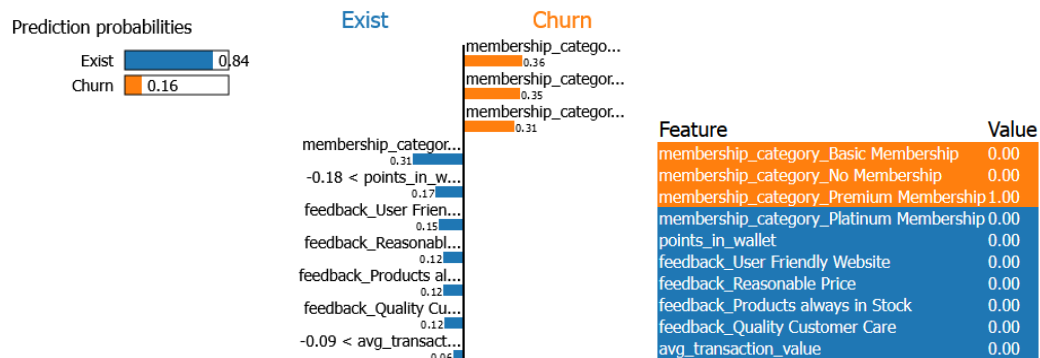 Prediction probabilities
Exist 0.84
Churn 0.16
Exist Churn
membership_catego...
0.36
membership_categor...
0.35
membership_categor...
0.31
membership_categor...
0.31
-0.18 < points_in_w...
0.17
feedback_User Frien...
0.15
feedback_Reasonabl...
0.12
feedback_Products al...
0.12
feedback_Quality Cu...
0.12
-0.09 < avg_transact...
0.06
Feature Value
membership_category_Basic Membership 0.00
membership_category_No Membership 0.00
membership_category_Premium Membership 1.00
membership_category_Platinum Membership 0.00
points_in_wallet 0.00
feedback_User Friendly Website 0.00
feedback_Reasonable Price 0.00
feedback_Products always in Stock 0.00
feedback_Quality Customer Care 0.00
avg_transaction_value 0.00